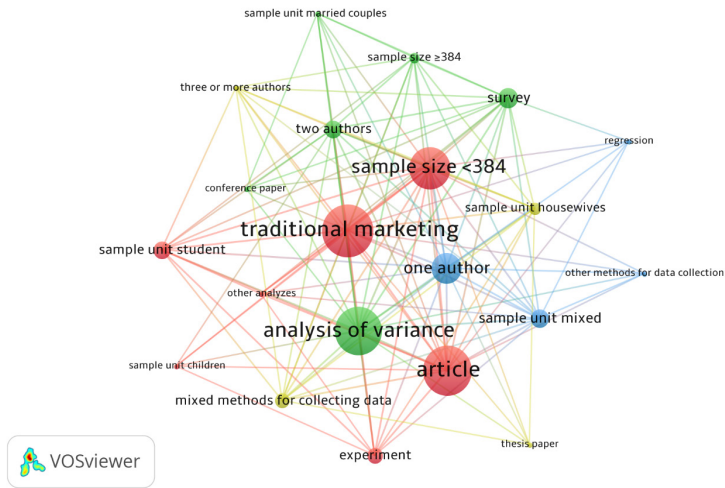 sample unit married couples
sample size ≥384
three or more authors
survey
two authors
regression
sample size <384
conference paper
sample unit housewives
traditional marketing
sample unit student
one author
other methods for data collection
other analyzes
sample unit mixed
analysis of variance
sample unit children
article
mixed methods for collecting data
thesis paper
experiment
VOSviewer